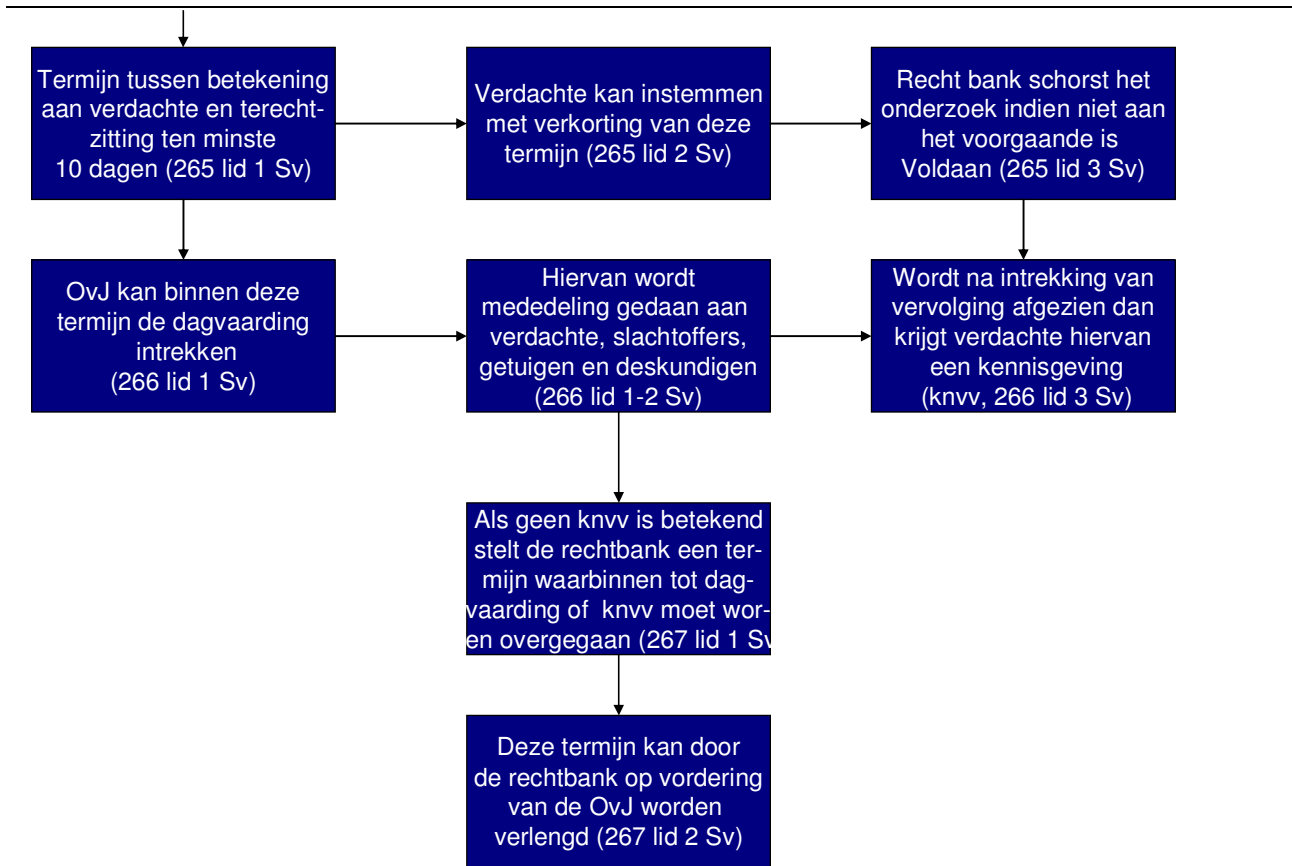 Termijn tussen betekening
aan verdachte en terecht-
zitting ten minste
10 dagen (265 lid 1 Sv)
Verdachte kan instemmen
met verkorting van deze
termijn (265 lid 2 Sv)
Recht bank schorst het
onderzoek indien niet aan
het voorgaande is
Voldaan (265 lid 3 Sv)
OvJ kan binnen deze
termijn de dagvaarding
intrekken
(266 lid 1 Sv)
Hiervan wordt
mededeling gedaan aan
verdachte, slachtoffers,
getuigen en deskundigen
(266 lid 1-2 Sv)
Wordt na intrekking van
vervolging afgezien dan
krijgt verdachte hiervan
een kennisgeving
(knvv, 266 lid 3 Sv)
Als geen knvv is betekend
stelt de rechtbank een ter-
mijn waarbinnen tot dag-
vaarding of knvv moet wor-
en overgegaan (267 lid 1 Sv
Deze termijn kan door
de rechtbank op vordering
van de OvJ worden
verlengd (267 lid 2 Sv)